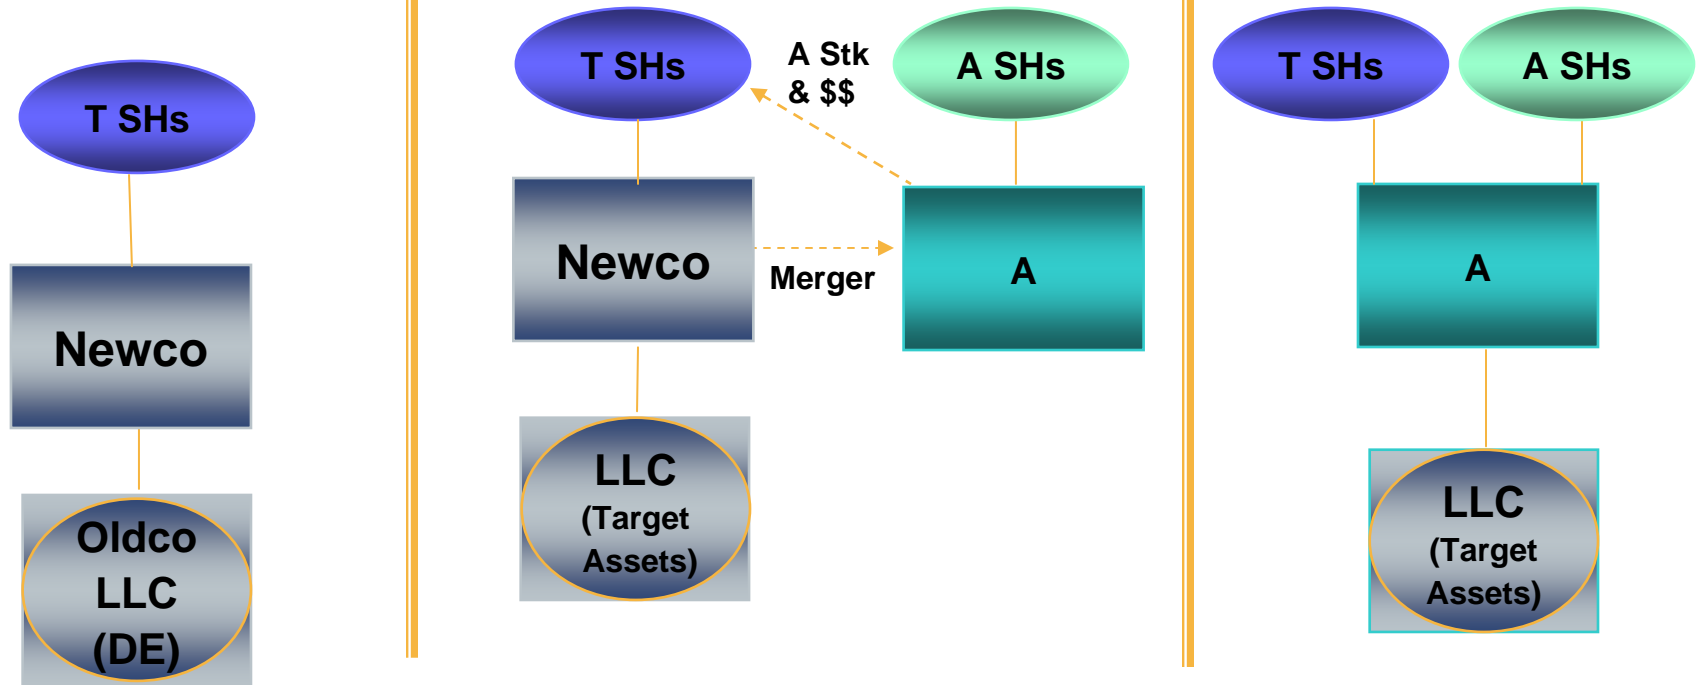 T SHs
Newco
Oldco
LLC
(DE)
T SHs
A Stk
& $$
A SHs
Newco
Merger
A
LLC
(Target
Assets)
T SHs
A SHs
A
LLC
(Target
Assets)